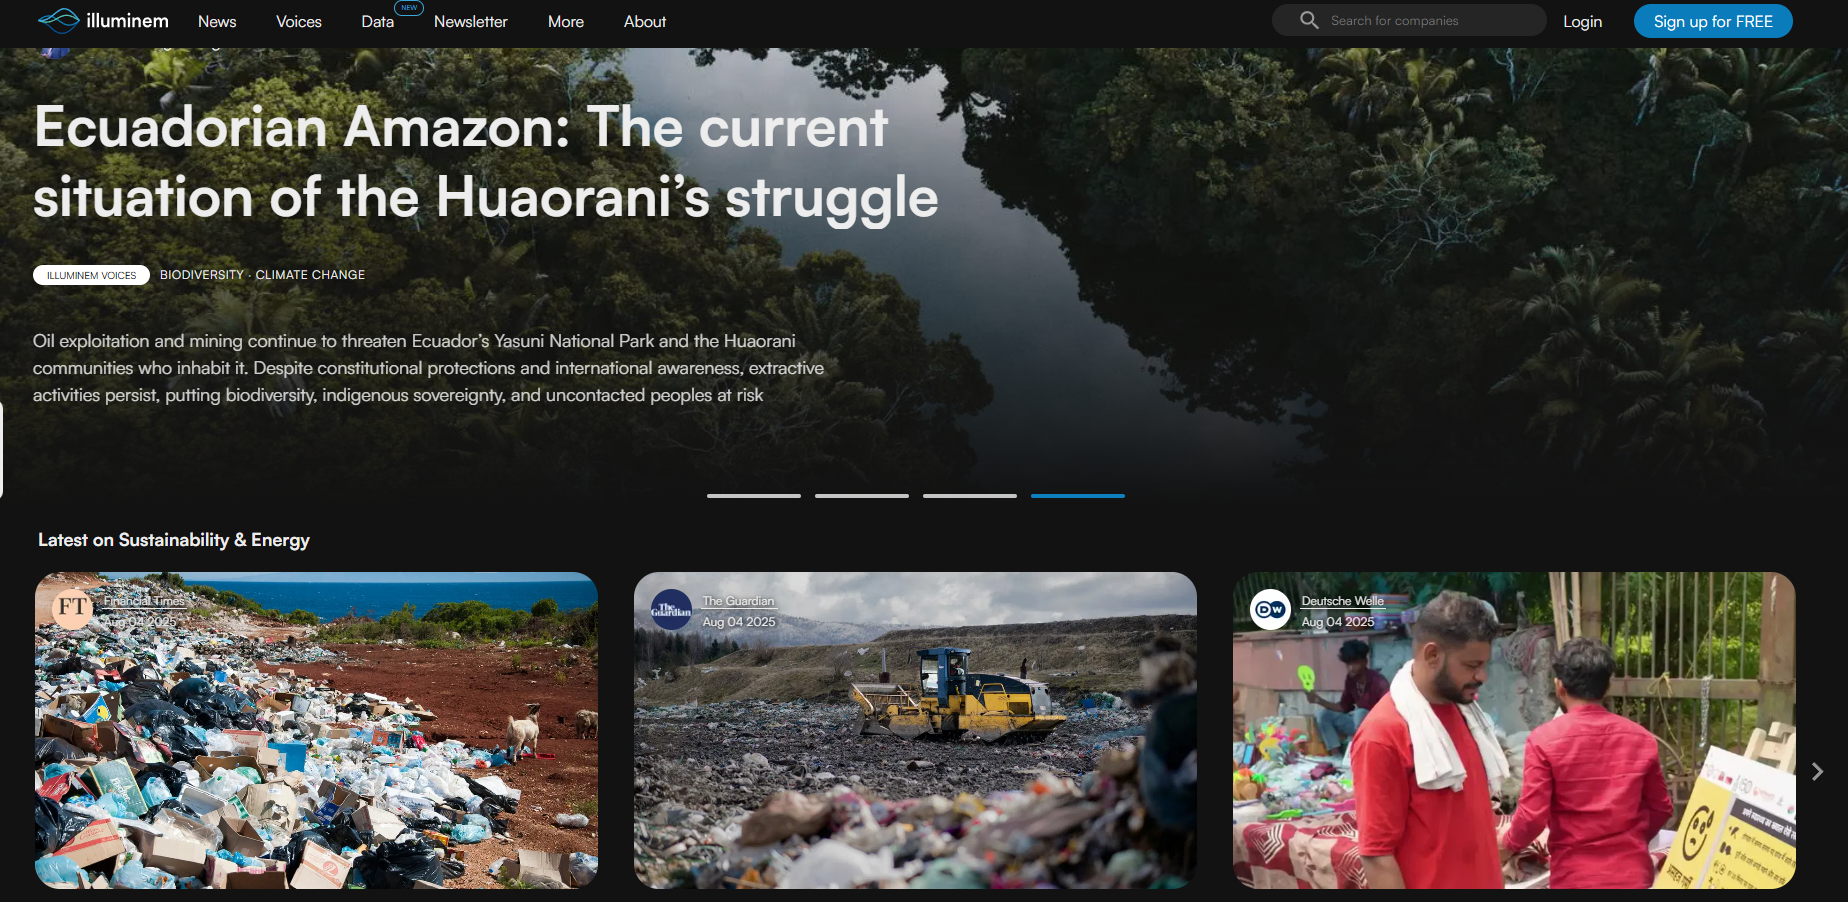 illuminem
News
Voices
Data
NEW
Newsletter
More
About
Search for companies
Login
Sign up for FREE
Ecuadorian Amazon: The current
situation of the Huaorani’s struggle
ILLUMINEM VOICES
BIODIVERSITY · CLIMATE CHANGE
Oil exploitation and mining continue to threaten Ecuador’s Yasuni National Park and the Huaorani
communities who inhabit it. Despite constitutional protections and international awareness, extractive
activities persist, putting biodiversity, indigenous sovereignty, and uncontacted peoples at risk
Latest on Sustainability & Energy
FT
Financial Times
Aug 04 2025
The
Guardian
The Guardian
Aug 04 2025
DW
Deutsche Welle
Aug 04 2025